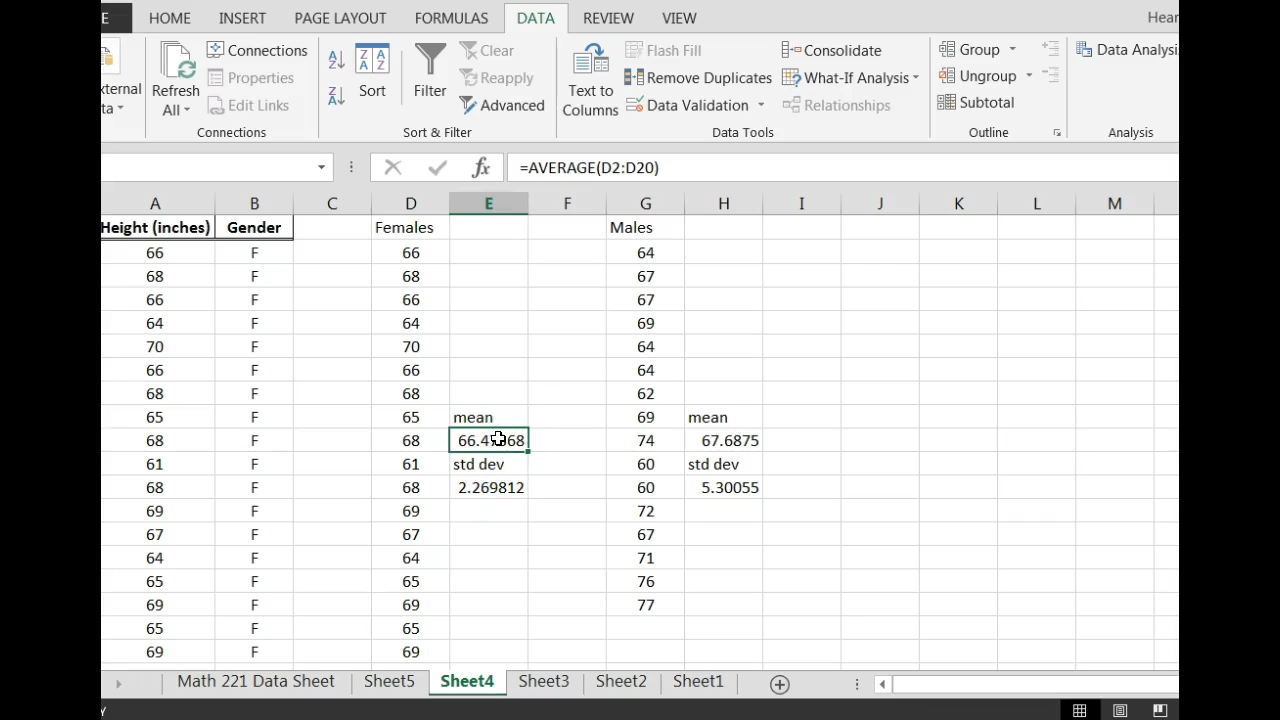 E HOME INSERT PAGE LAYOUT FORMULAS DATA REVIEW VIEW Hear
Connections Clear Flash Fill Consolidate Group Data Analysi
xternal Refresh Properties Sort Filter Reapply Text to Remove Duplicates What-If Analysis Ungroup
ta All Edit Links Advanced Columns Data Validation Relationships Subtotal
Connections Sort & Filter Data Tools Outline Analysis
fx =AVERAGE(D2:D20)
A B C D E F G H I J K L M
Height (inches) Gender Females Males
66 F 66 64
68 F 68 67
66 F 66 67
64 F 64 69
70 F 70 64
66 F 66 64
68 F 68 62
65 F 65 mean 69 mean
68 F 68 74 67.6875
61 F 61 std dev 60 std dev
68 F 68 2.269812 60 5.30055
69 F 69 72
67 F 67 67
64 F 64 71
65 F 65 76
69 F 69 77
65 F 65
69 F 69
Math 221 Data Sheet Sheet5 Sheet4 Sheet3 Sheet2 Sheet1